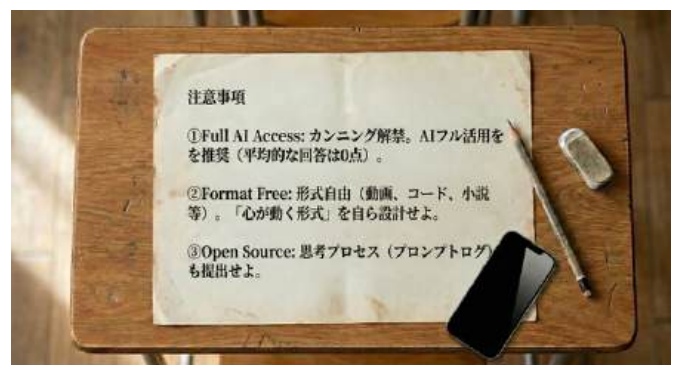 注意事項
①Full AI Access: カンニング解禁。AIフル活用を
を推奨（平均的な回答は0点）。
②Format Free: 形式自由（動画、コード、小説
等）。「心が動く形式」を自ら設計せよ。
③Open Source: 思考プロセス（プロンプトログ）
も提出せよ。